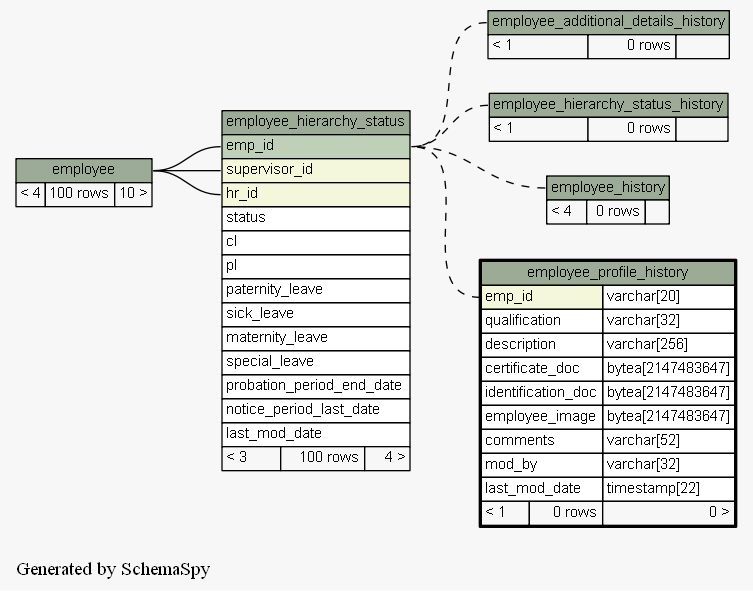 employee_additional_details_history
< 1 0 rows
employee_hierarchy_status_history
< 1 0 rows
employee_history
< 4 0 rows
employee
< 4 100 rows 10 >
employee_hierarchy_status
emp_id
supervisor_id
hr_id
status
cl
pl
paternity_leave
sick_leave
maternity_leave
special_leave
probation_period_end_date
notice_period_last_date
last_mod_date
< 3 100 rows 4 >
employee_profile_history
emp_id varchar[20]
qualification varchar[32]
description varchar[256]
certificate_doc bytea[2147483647]
identification_doc bytea[2147483647]
employee_image bytea[2147483647]
comments varchar[52]
mod_by varchar[32]
last_mod_date timestamp[22]
< 1 0 rows 0 >
Generated by SchemaSpy